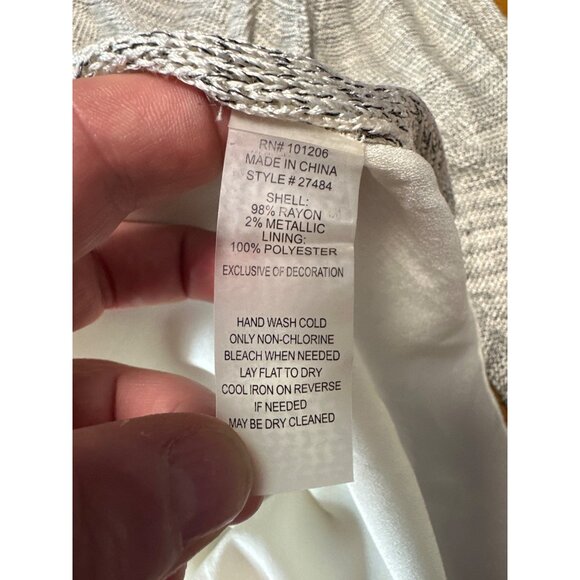 RN# 101206
MADE IN CHINA
STYLE # 27484
SHELL:
98% RAYON
2% METALLIC
LINING:
100% POLYESTER
EXCLUSIVE OF DECORATION
HAND WASH COLD
ONLY NON-CHLORINE
BLEACH WHEN NEEDED
LAY FLAT TO DRY
COOL IRON ON REVERSE
IF NEEDED
MAY BE DRY CLEANED